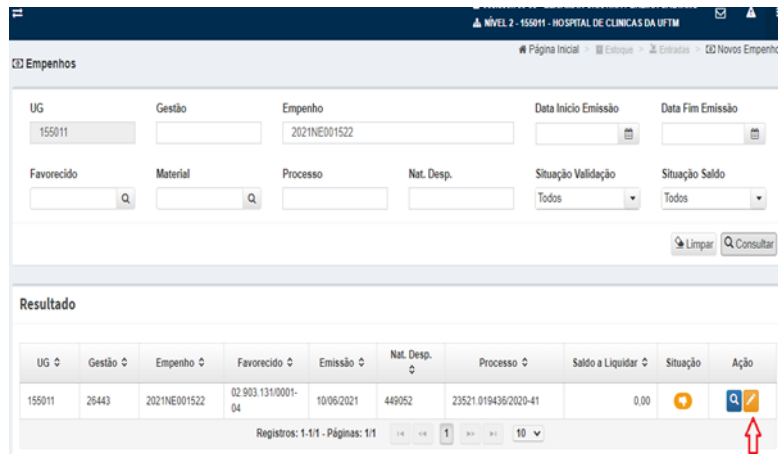 NÍVEL 2 - 155011 - HOSPITAL DE CLINICAS DA UFTM
Página Inicial > Estoque > Entradas > Novos Empenho
Empenhos
UG Gestão Empenho Data Inicio Emissão Data Fim Emissão
155011 2021NE001522
Favorecido Material Processo Nat. Desp. Situação Validação Situação Saldo
Todos Todos
Limpar Consultar
Resultado
UG Gestão Empenho Favorecido Emissão Nat. Desp. Processo Saldo a Liquidar Situação Ação
155011 26443 2021NE001522 02.903.131/0001-04 10/06/2021 449052 23521.019436/2020-41 0,00
Registros: 1-1/1 - Páginas: 1/1 1 10